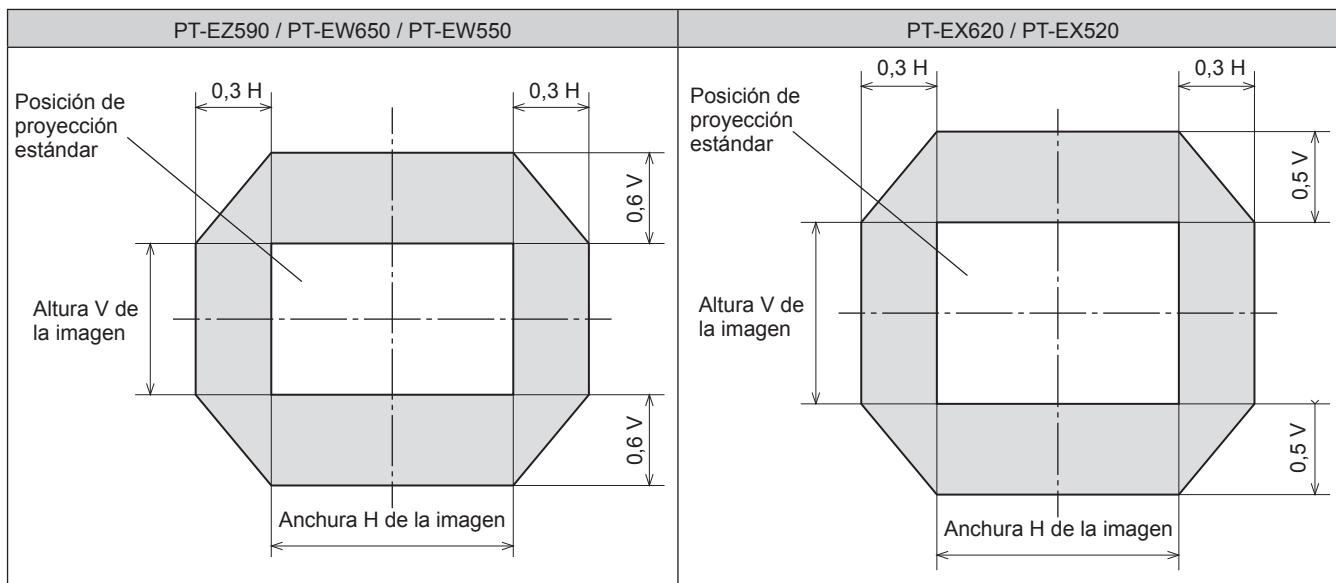 PT-EZ590 / PT-EW650 / PT-EW550
0,3 H
0,3 H
Posición de
proyección
estándar
0,6 V
Altura V de
la imagen
0,6 V
Anchura H de la imagen
PT-EX620 / PT-EX520
0,3 H
0,3 H
Posición de
proyección
estándar
0,5 V
Altura V de
la imagen
0,5 V
Anchura H de la imagen